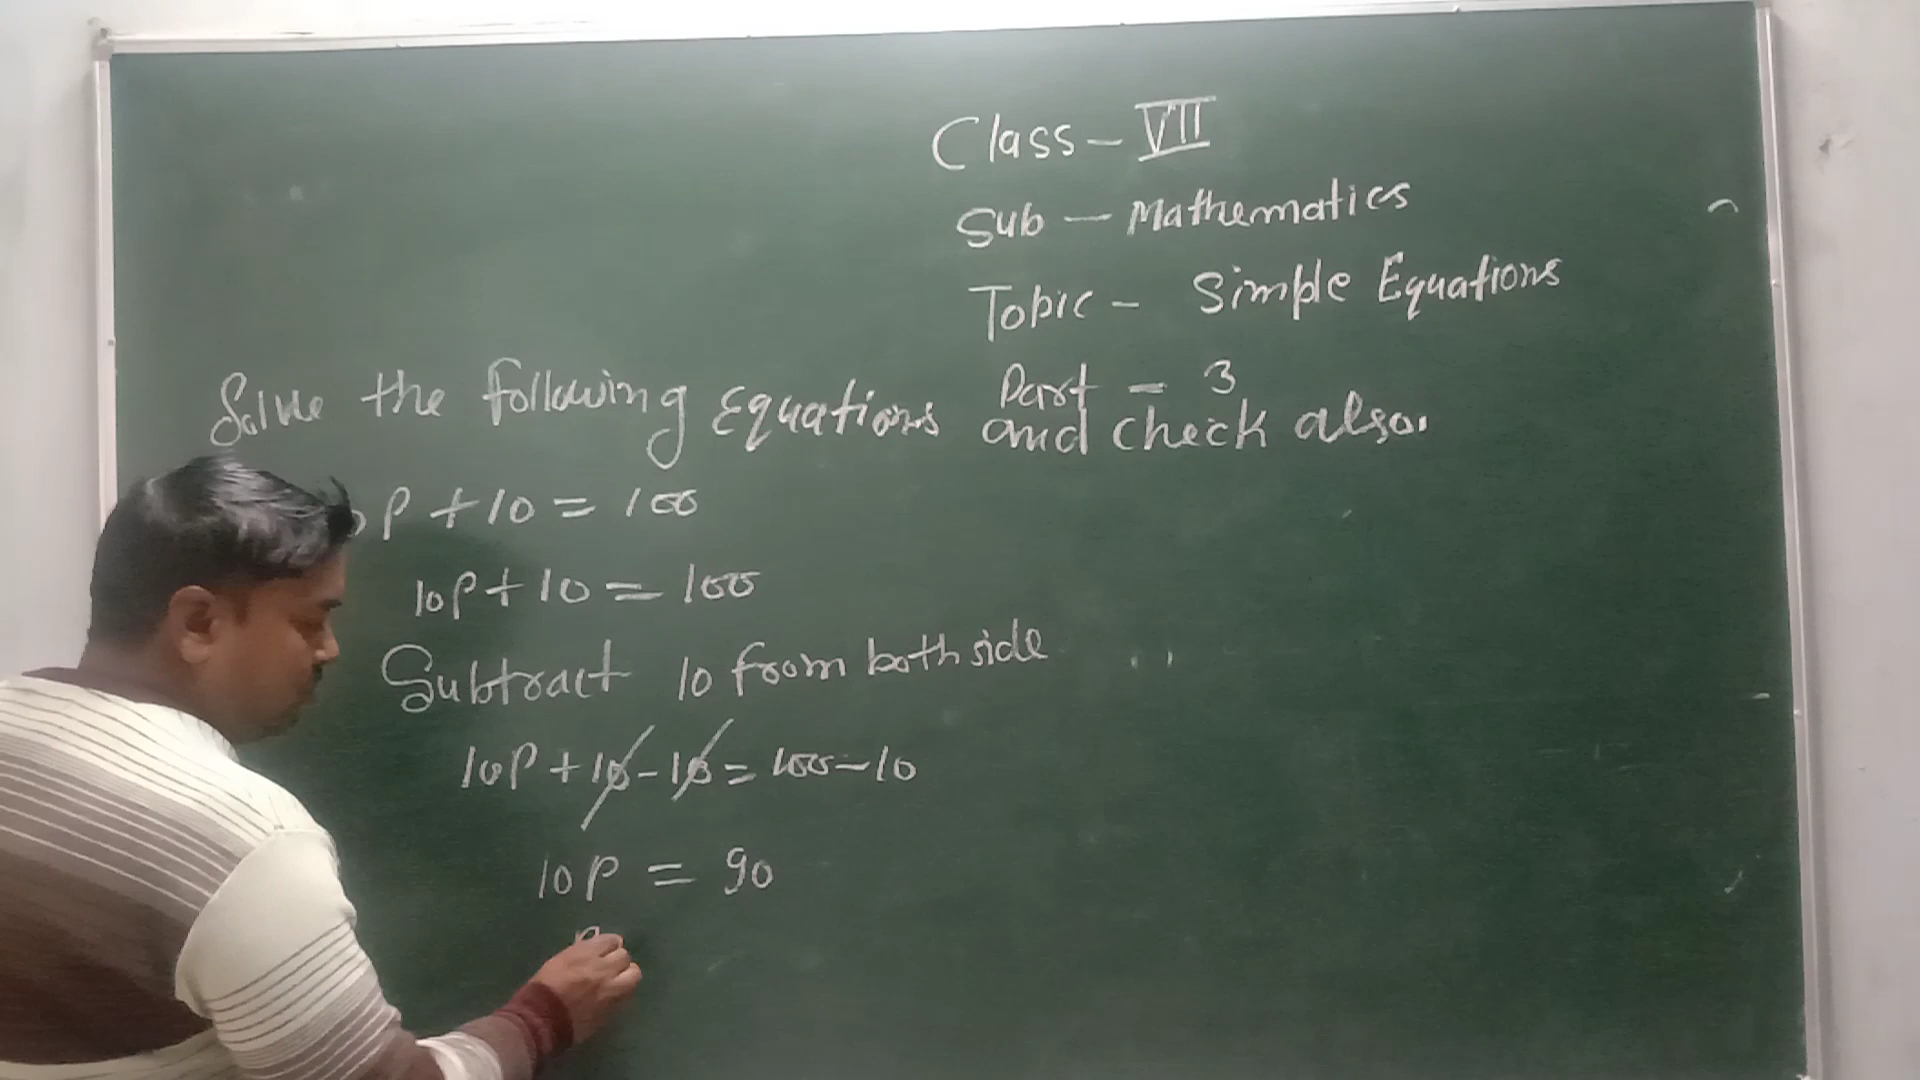 Class - VII
Sub - Mathematics
Topic - Simple Equations
Part - 3
Solve the following Equations and check also.
P + 10 = 100
10P + 10 = 100
Subtract 10 from both side
10P + 10 - 10 = 100 - 10
10P = 90
P